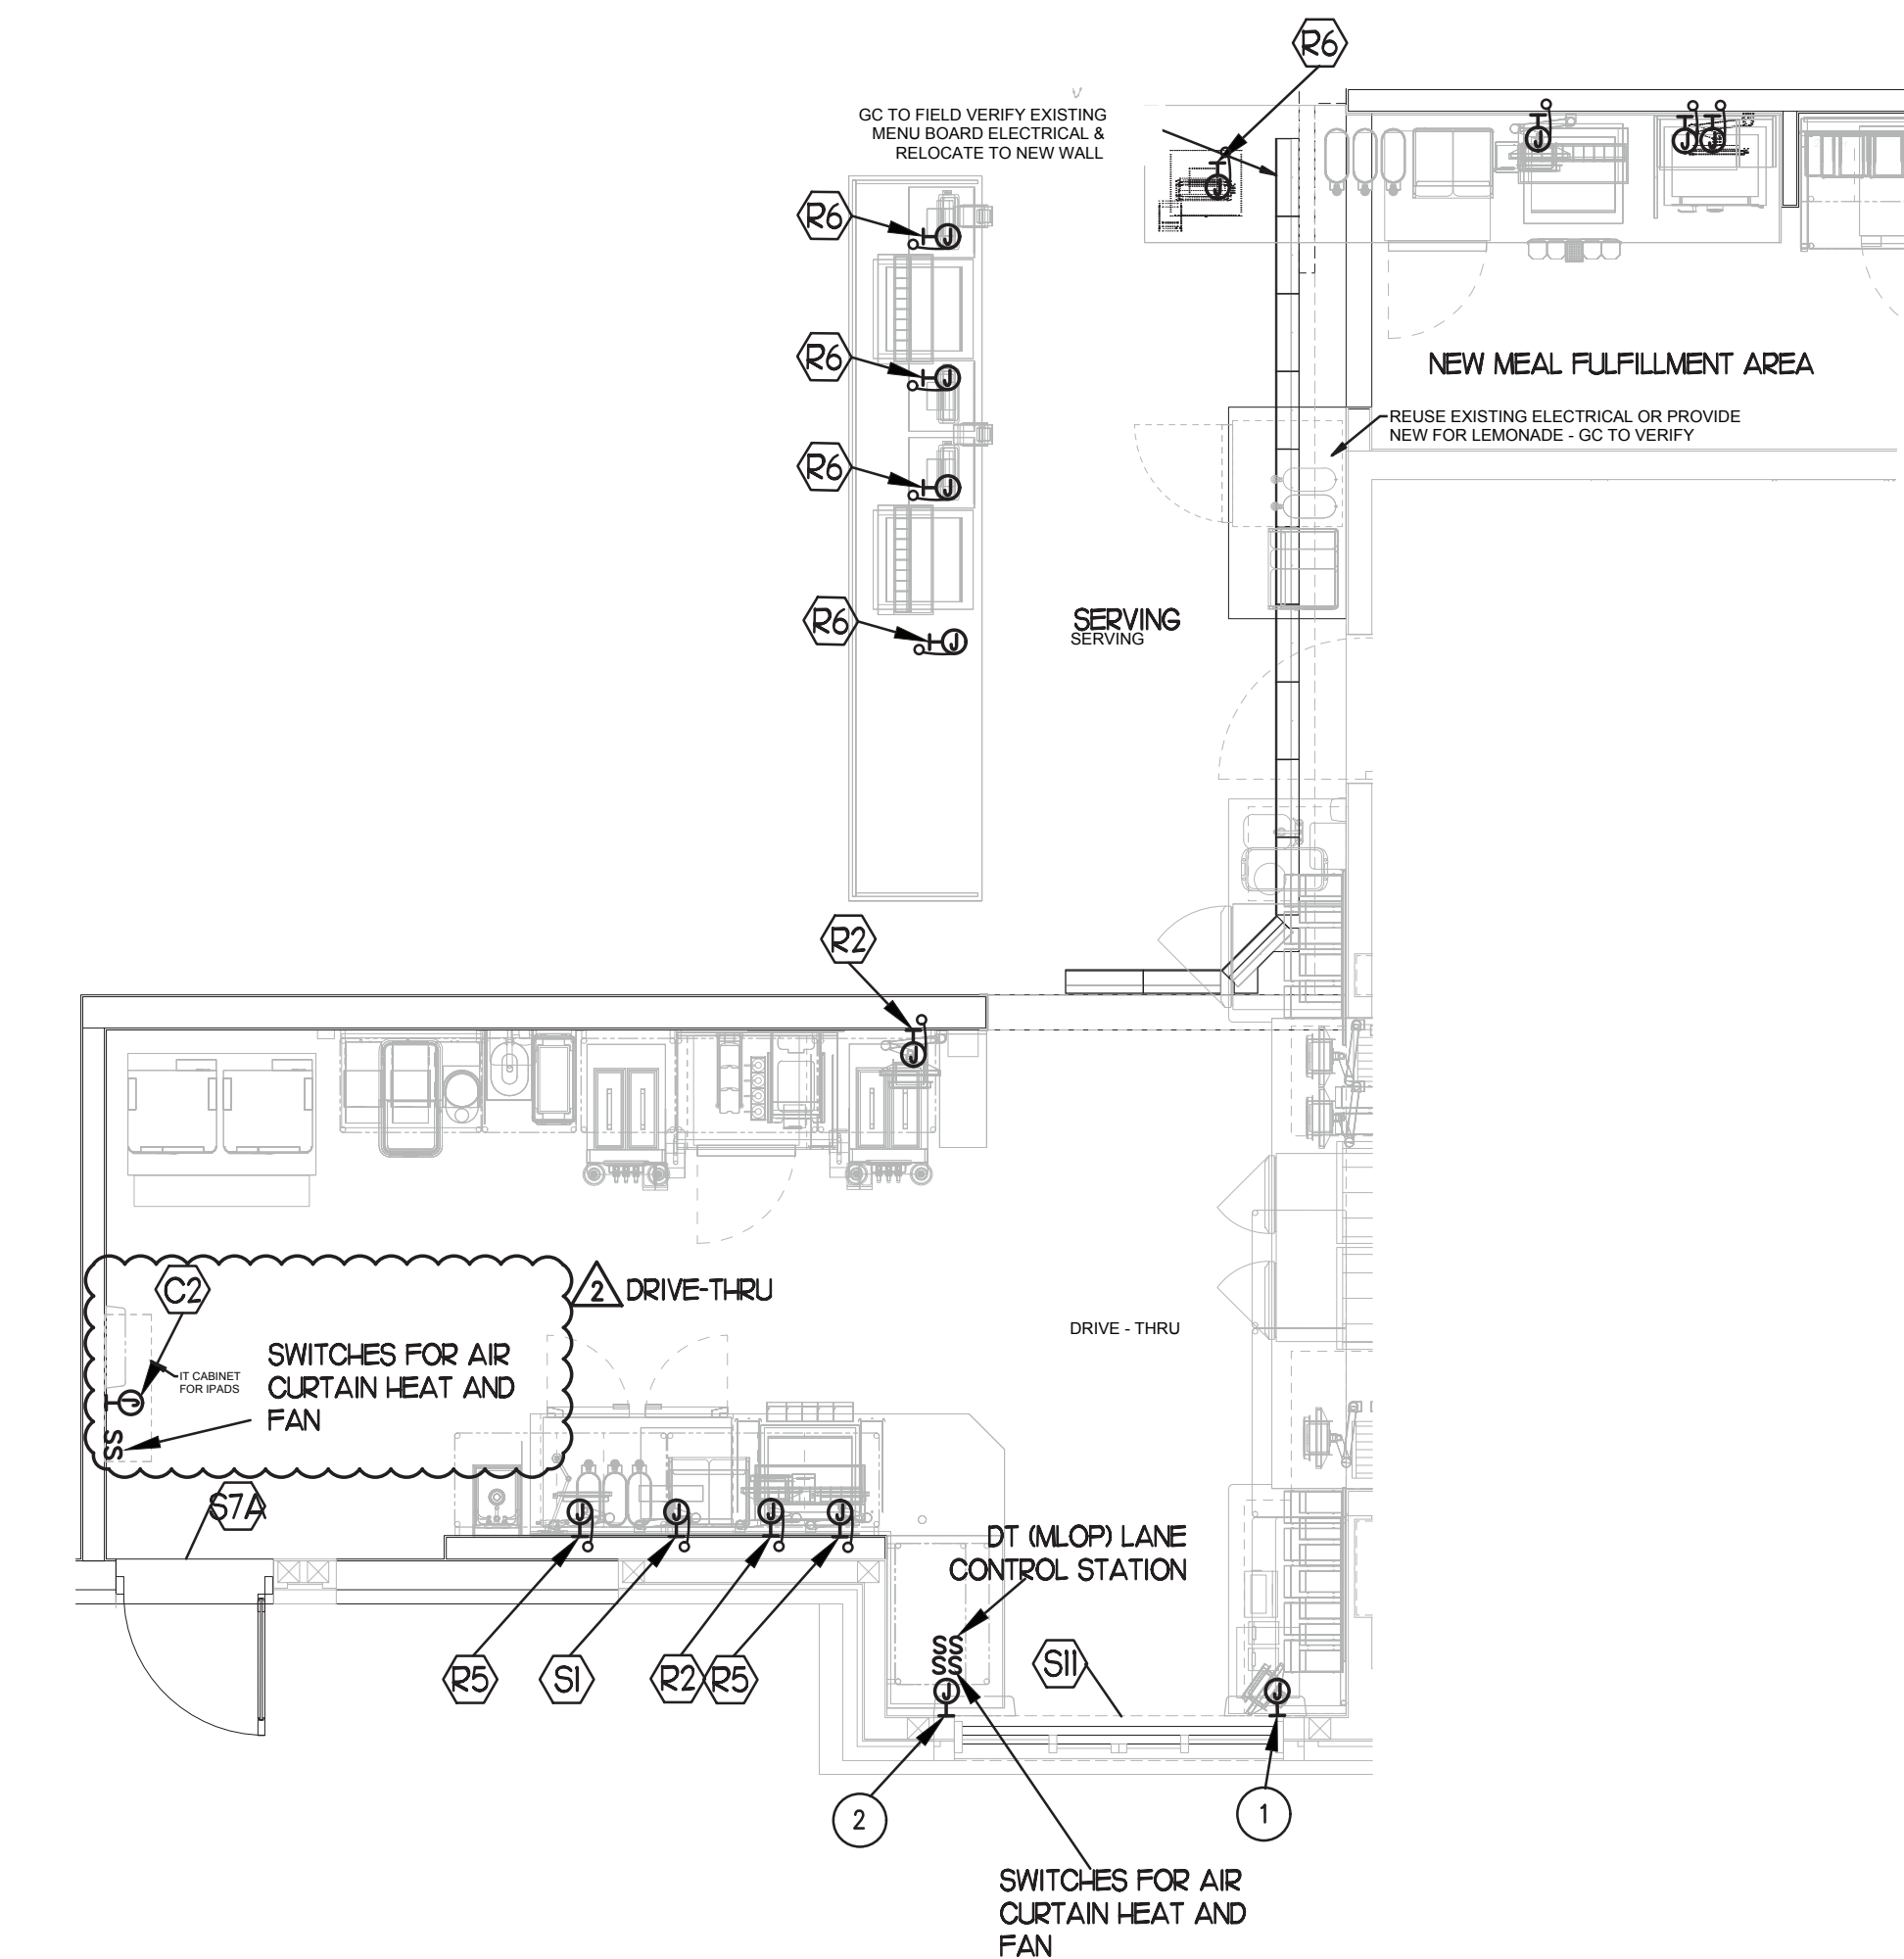 R6
GC TO FIELD VERIFY EXISTING
MENU BOARD ELECTRICAL &
RELOCATE TO NEW WALL
J
J
J
J
R6
J
R6
J
NEW MEAL FULFILLMENT AREA
REUSE EXISTING ELECTRICAL OR PROVIDE
NEW FOR LEMONADE - GC TO VERIFY
R6
J
R6
J
SERVING
SERVING
R2
J
C2
2
DRIVE-THRU
DRIVE - THRU
SWITCHES FOR AIR
CURTAIN HEAT AND
FAN
IT CABINET
FOR IPADS
J
SS
S7A
J
J
J
J
DT (MLOP) LANE
CONTROL STATION
R5
S1
R2
R5
SS
SS
S11
J
J
2
1
SWITCHES FOR AIR
CURTAIN HEAT AND
FAN